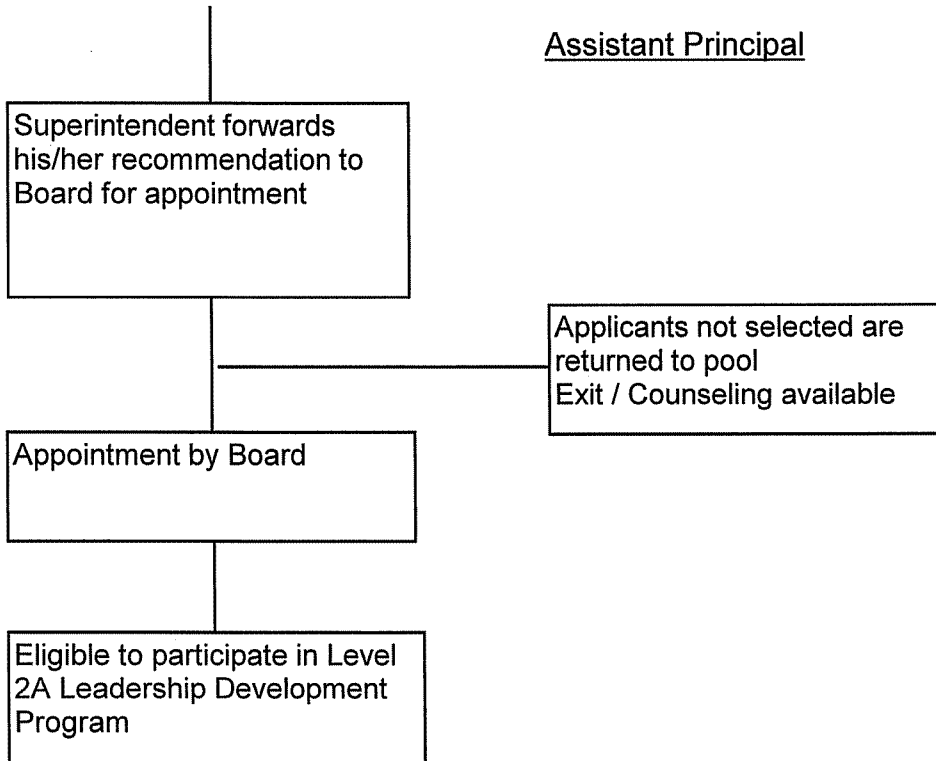 Assistant Principal
Superintendent forwards
his/her recommendation to
Board for appointment
Applicants not selected are
returned to pool
Exit / Counseling available
Appointment by Board
Eligible to participate in Level
2A Leadership Development
Program